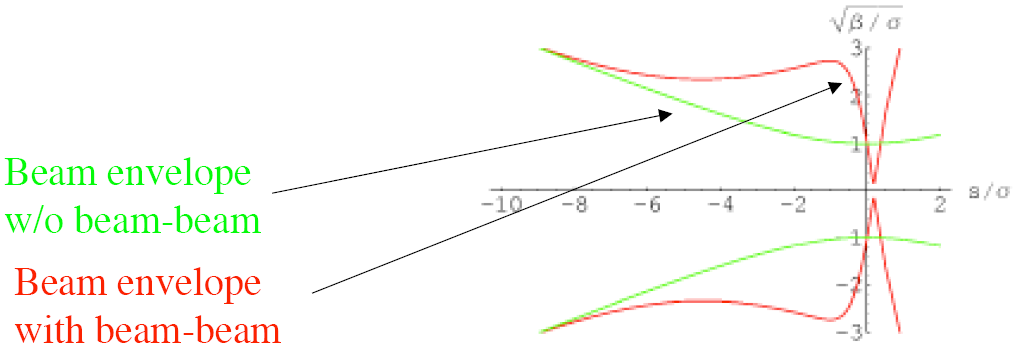 √β / σ
3
2
1
-10 -8 -6 -4 -2 2 s/σ
Beam envelope
w/o beam-beam
-1
Beam envelope
-2
with beam-beam
-3